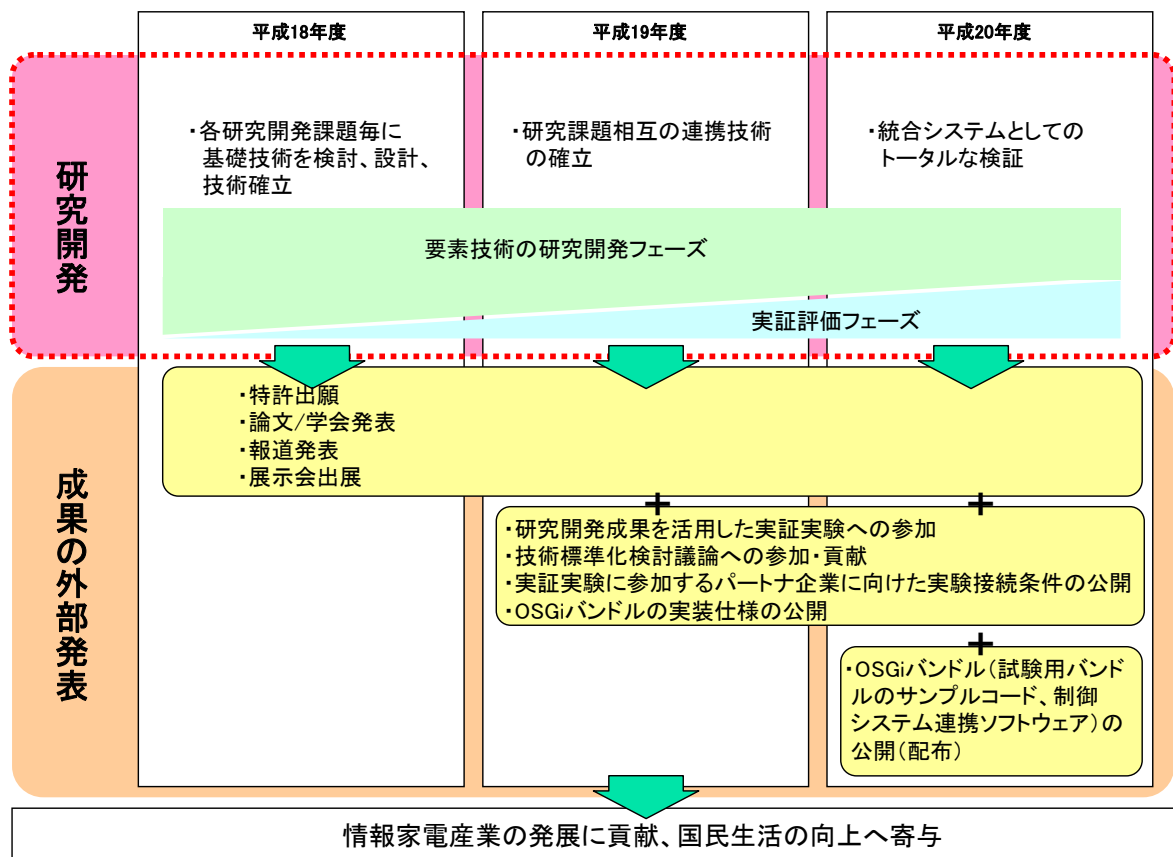 平成18年度
平成19年度
平成20年度
研究開発
・各研究開発課題毎に
基礎技術を検討、設計、
技術確立
・研究課題相互の連携技術
の確立
・統合システムとしての
トータルな検証
要素技術の研究開発フェーズ
実証評価フェーズ
成果の外部発表
・特許出願
・論文/学会発表
・報道発表
・展示会出展
+
+
・研究開発成果を活用した実証実験への参加
・技術標準化検討議論への参加・貢献
・実証実験に参加するパートナ企業に向けた実験接続条件の公開
・OSGiバンドルの実装仕様の公開
+
・OSGiバンドル(試験用バンド
ルのサンプルコード、制御
システム連携ソフトウェア)の
公開(配布)
情報家電産業の発展に貢献、国民生活の向上へ寄与